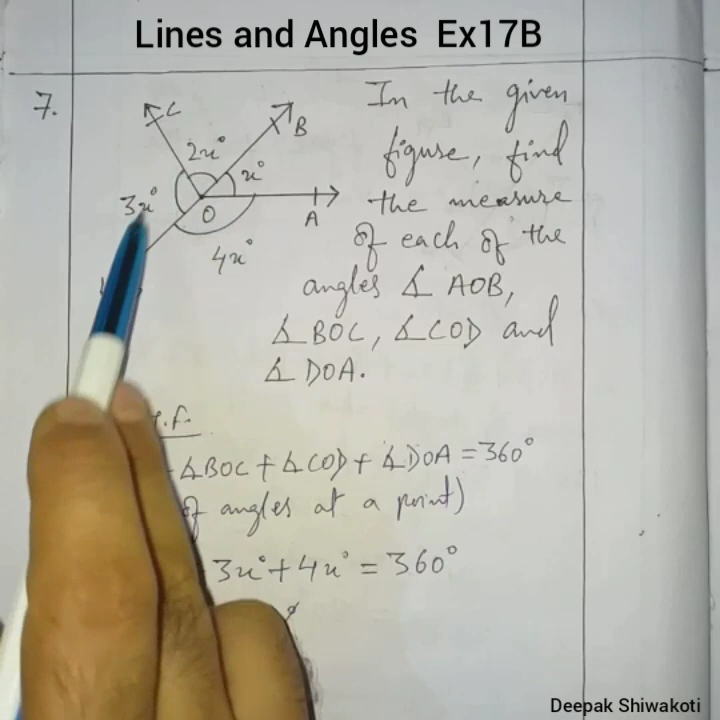 Lines and Angles Ex17B
7.
In the given
figure, find
the measure
of each of the
angles ∡ AOB,
∡ BOC, ∡ COD and
∡ DOA.
C
B
2x°
x°
3x°
O
A
4x°
∡BOC + ∡COD + ∡DOA = 360°
of angles at a point)
3x° + 4x° = 360°
Deepak Shiwakoti